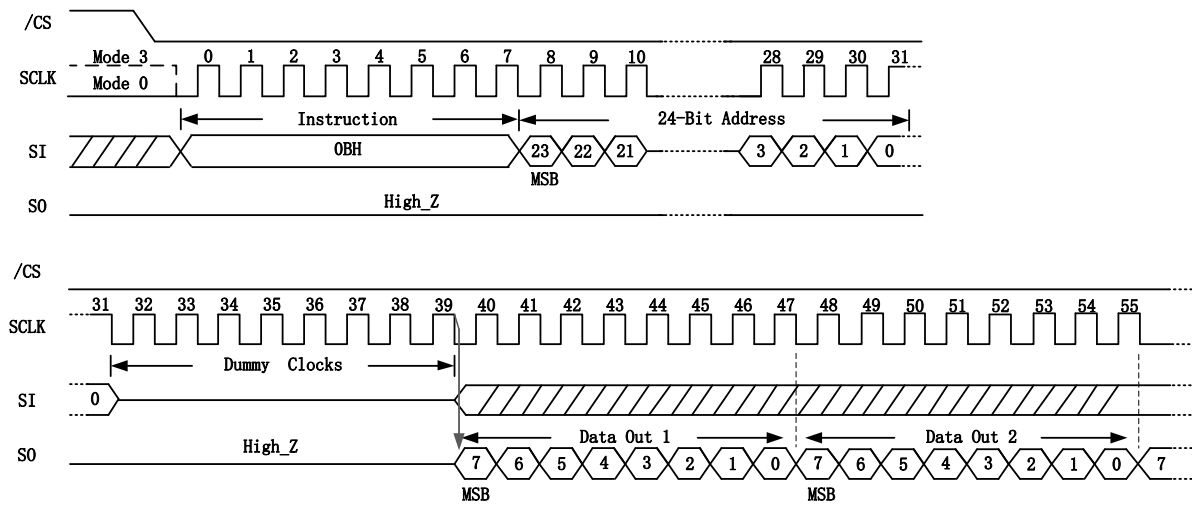 /CS
Mode 3
0 1 2 3 4 5 6 7 8 9 10 28 29 30 31
SCLK
Mode 0
Instruction 24-Bit Address
SI
0BH 23 22 21 3 2 1 0
MSB
High_Z
SO
/CS
31 32 33 34 35 36 37 38 39 40 41 42 43 44 45 46 47 48 49 50 51 52 53 54 55
SCLK
Dummy Clocks
SI 0
Data Out 1 Data Out 2
High_Z
SO 7 6 5 4 3 2 1 0 7 6 5 4 3 2 1 0 7
MSB MSB